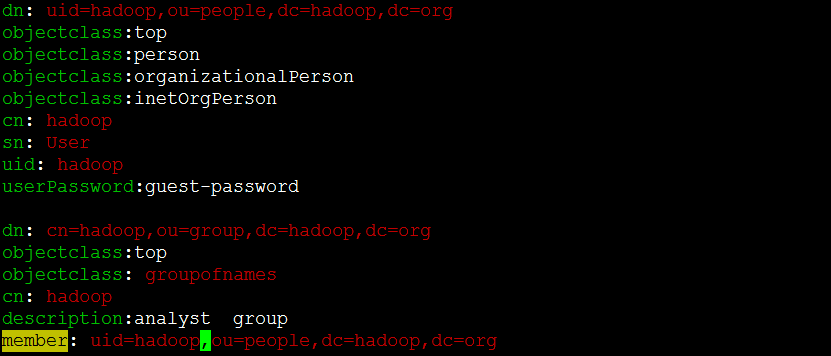 dn: uid=hadoop,ou=people,dc=hadoop,dc=org
objectclass:top
objectclass:person
objectclass:organizationalPerson
objectclass:inetOrgPerson
cn: hadoop
sn: User
uid: hadoop
userPassword:guest-password
dn: cn=hadoop,ou=group,dc=hadoop,dc=org
objectclass:top
objectclass: groupofnames
cn: hadoop
description:analyst  group
member: uid=hadoop,ou=people,dc=hadoop,dc=org